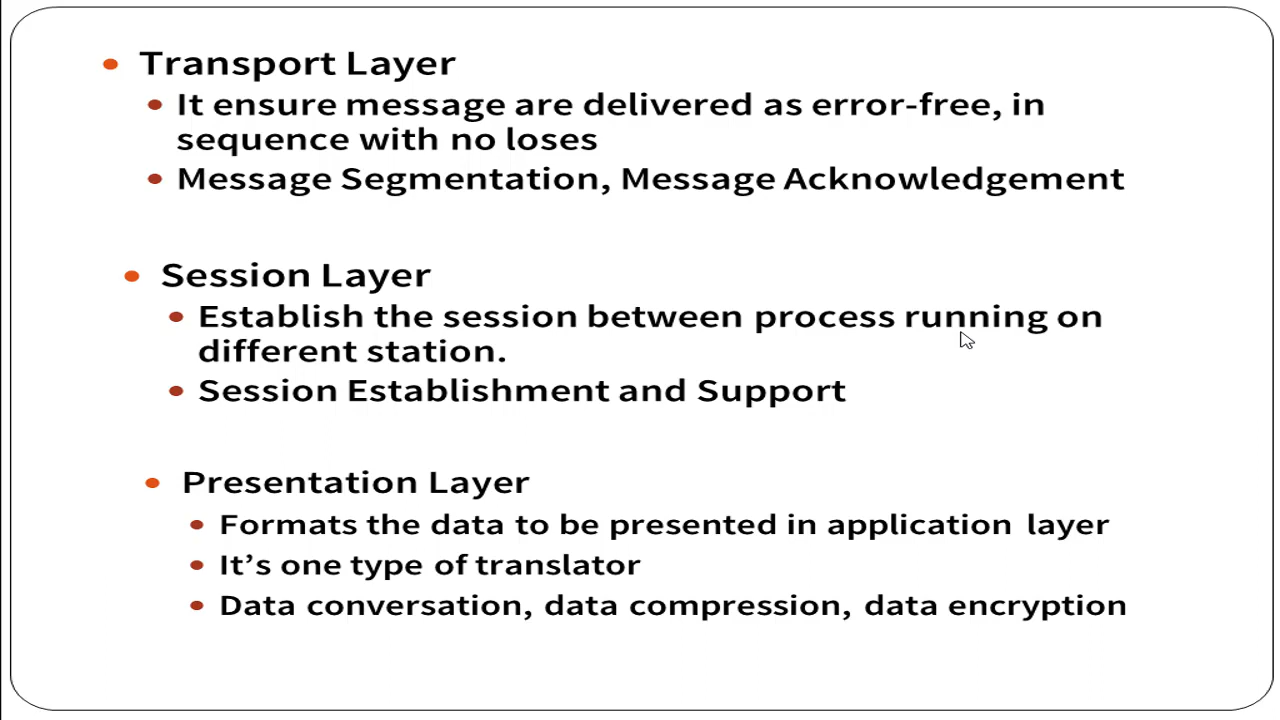 • Transport Layer
• It ensure message are delivered as error-free, in
sequence with no loses
• Message Segmentation, Message Acknowledgement
• Session Layer
• Establish the session between process running on
different station.
• Session Establishment and Support
• Presentation Layer
• Formats the data to be presented in application layer
• It’s one type of translator
• Data conversation, data compression, data encryption